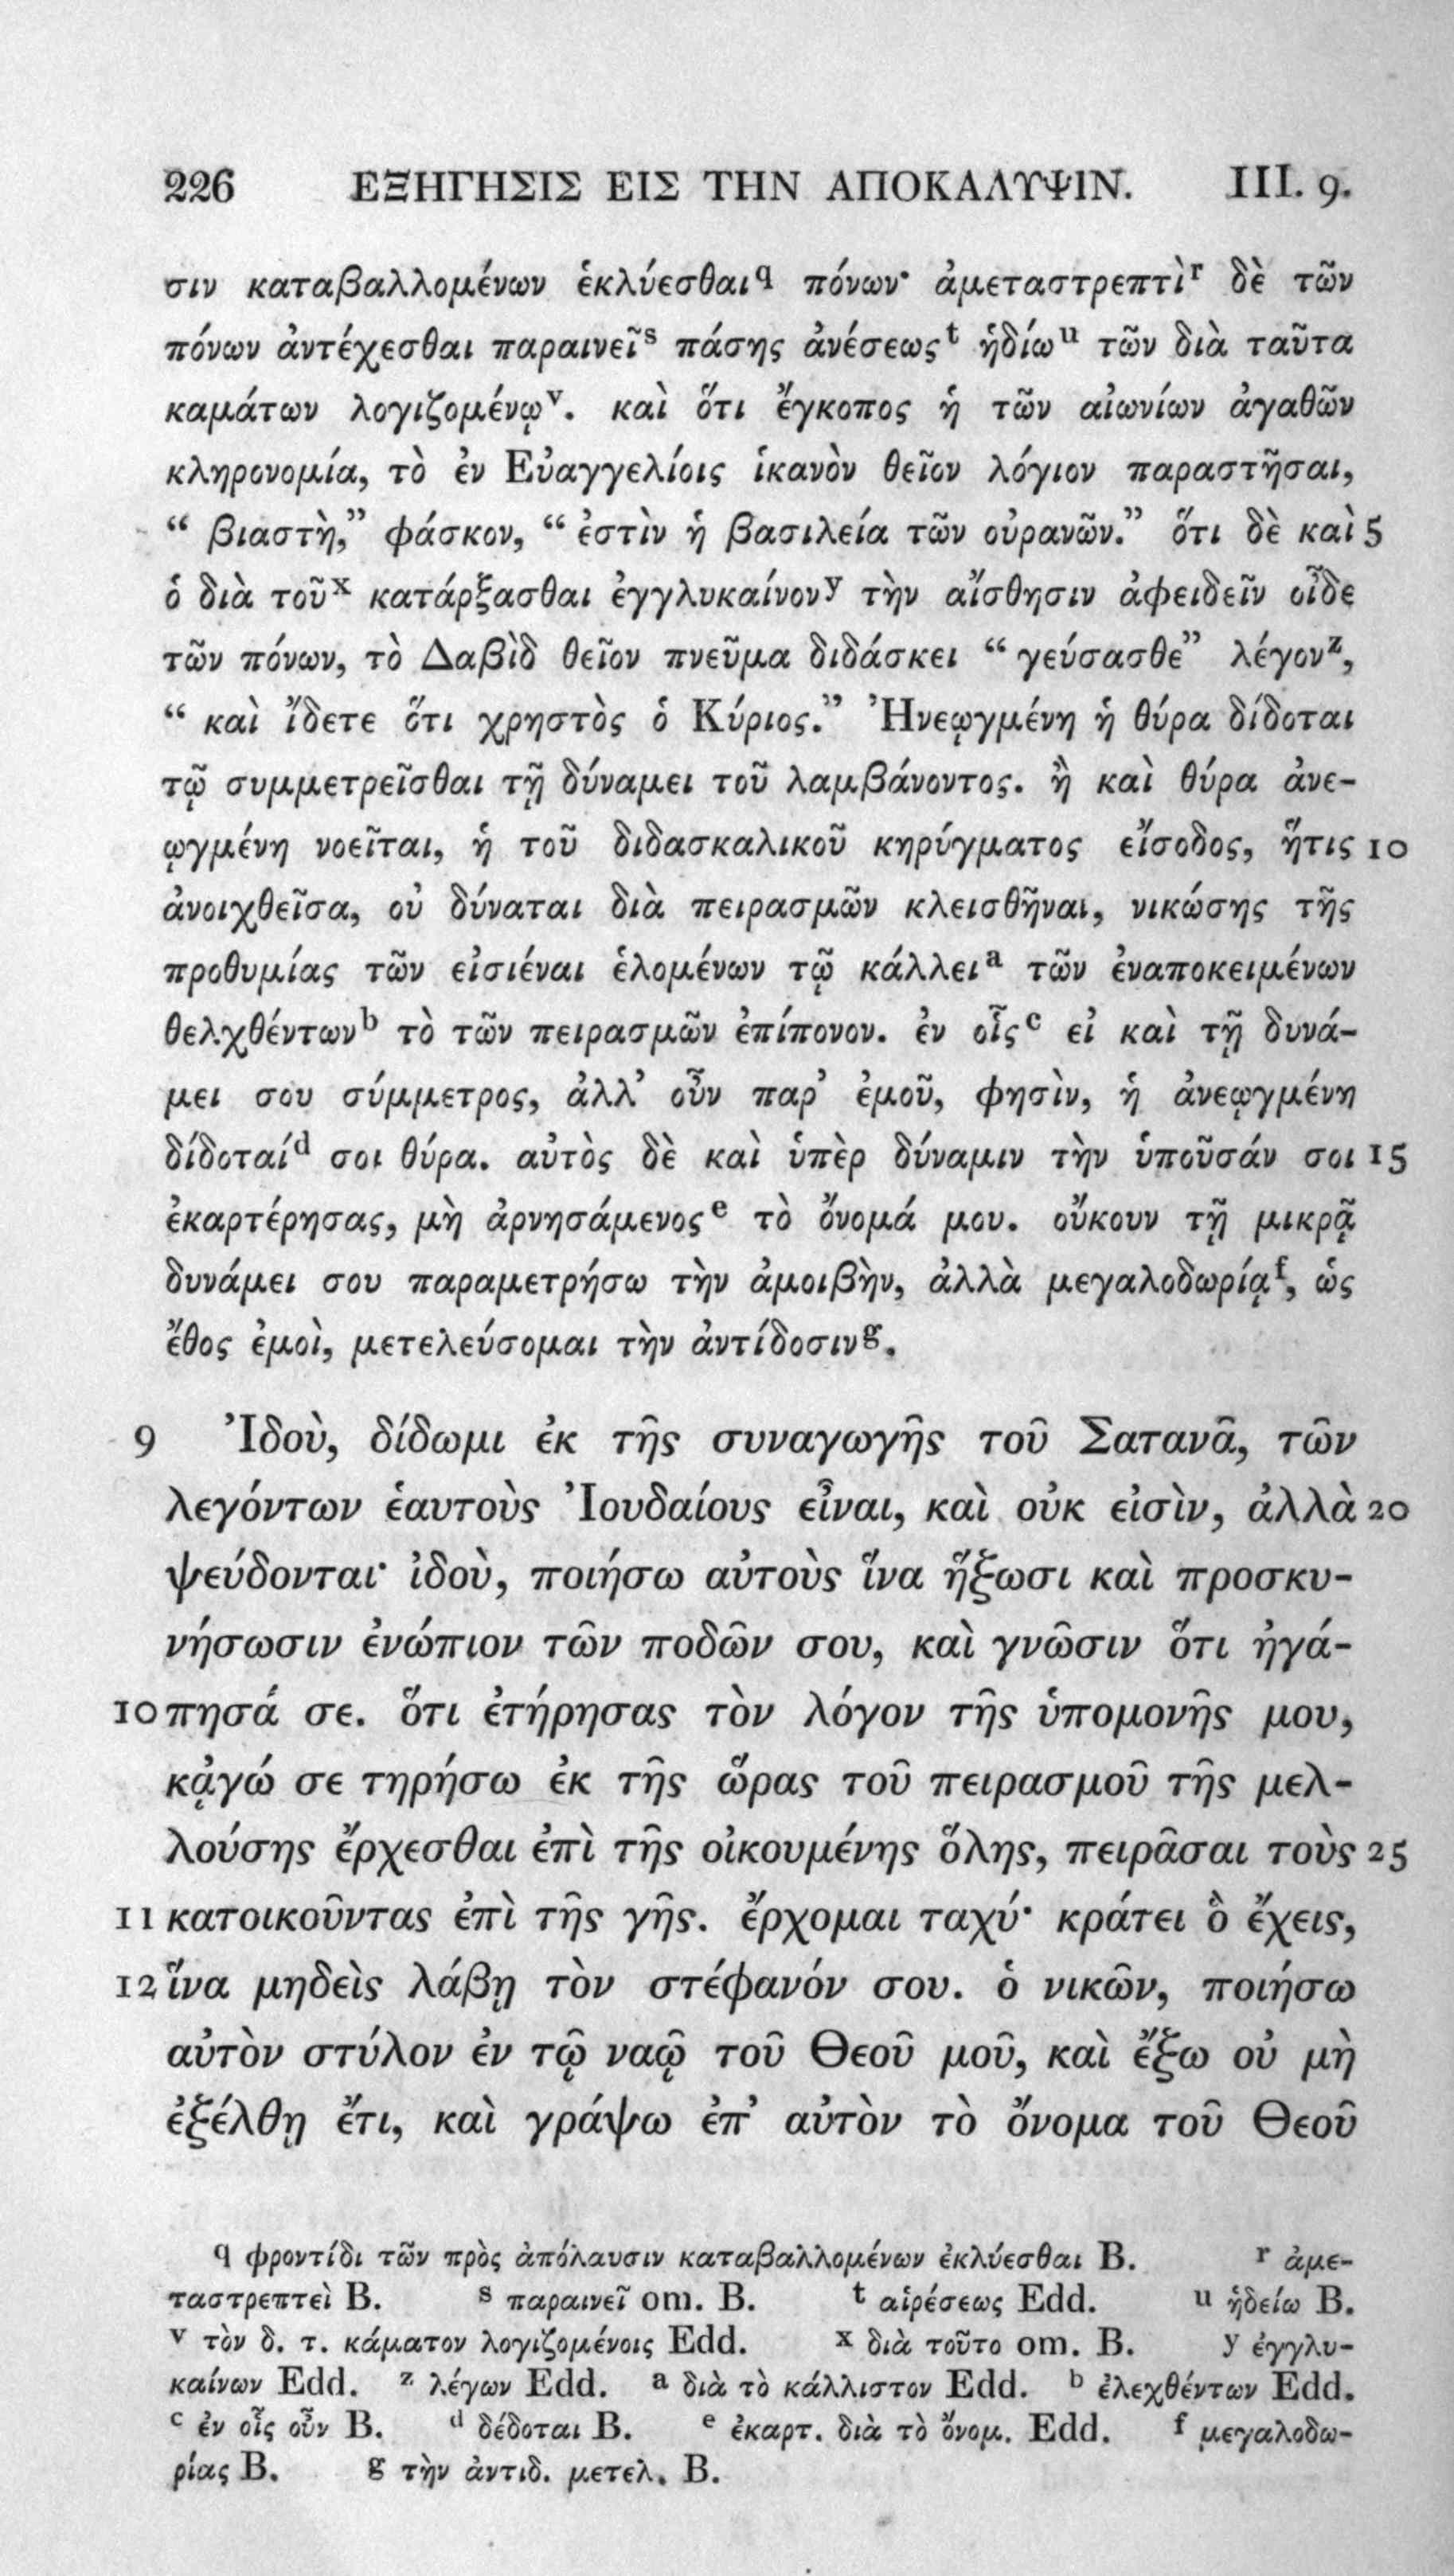 226 ΕΞΗΓΗΣΙΣ ΕΙΣ ΤΗΝ ΑΠΟΚΑΛΥΨΙΝ. III. 9.
σιν καταβαλλομένων ἐκλύεσθαι q πόνων· ἀμεταστρεπτὶ r δὲ τῶν
πόνων ἀντέχεσθαι παραινεῖ s πάσης ἀνέσεως t ἡδίω u τῶν διὰ ταῦτα
καμάτων λογιζομένῳ v. καὶ ὅτι ἔγκοπος ἡ τῶν αἰωνίων ἀγαθῶν
κληρονομία, τὸ ἐν Εὐαγγελίοις ἱκανὸν θεῖον λόγιον παραστῆσαι,
“ βιαστὴ,” φάσκον, “ ἐστὶν ἡ βασιλεία τῶν οὐρανῶν.” ὅτι δὲ καὶ 5
ὁ διὰ τοῦ x κατάρξασθαι ἐγγλυκαίνον y τὴν αἴσθησιν ἀφειδεῖν οἶδε
τῶν πόνων, τὸ Δαβὶδ θεῖον πνεῦμα διδάσκει “ γεύσασθε” λέγον z,
“ καὶ ἴδετε ὅτι χρηστὸς ὁ Κύριος.” Ἠνεῳγμένη ἡ θύρα δίδοται
τῷ συμμετρεῖσθαι τῇ δύναμει τοῦ λαμβάνοντος. ἢ καὶ θύρα ἀνε-
ῳγμένη νοεῖται, ἡ τοῦ διδασκαλικοῦ κηρύγματος εἴσοδος, ἥτις 10
ἀνοιχθεῖσα, οὐ δύναται διὰ πειρασμῶν κλεισθῆναι, νικώσης τῆς
προθυμίας τῶν εἰσιέναι ἑλομένων τῷ κάλλει a τῶν ἐναποκειμένων
θελχθέντων b τὸ τῶν πειρασμῶν ἐπίπονον. ἐν οἷς c εἰ καὶ τῇ δυνά-
μει σου σύμμετρος, ἀλλ’ οὖν παρ’ ἐμοῦ, φησὶν, ἡ ἀνεῳγμένη
δίδοταί d σοι θύρα. αὐτὸς δὲ καὶ ὑπὲρ δύναμιν τὴν ὑποῦσάν σοι 15
ἐκαρτέρησας, μὴ ἀρνησάμενος e τὸ ὄνομά μου. οὔκουν τῇ μικρᾷ
δυνάμει σου παραμετρήσω τὴν ἀμοιβὴν, ἀλλὰ μεγαλοδωρίᾳ f, ὡς
ἔθος ἐμοὶ, μετελεύσομαι τὴν ἀντίδοσιν g.
9 Ἰδοὺ, δίδωμι ἐκ τῆς συναγωγῆς τοῦ Σατανᾶ, τῶν
λεγόντων ἑαυτοὺς Ἰουδαίους εἶναι, καὶ οὐκ εἰσὶν, ἀλλὰ 20
ψεύδονται· ἰδοὺ, ποιήσω αὐτοὺς ἵνα ἥξωσι καὶ προσκυ-
νήσωσιν ἐνώπιον τῶν ποδῶν σου, καὶ γνῶσιν ὅτι ἠγά-
10 πησά σε. ὅτι ἐτήρησας τὸν λόγον τῆς ὑπομονῆς μου,
κᾀγώ σε τηρήσω ἐκ τῆς ὥρας τοῦ πειρασμοῦ τῆς μελ-
λούσης ἔρχεσθαι ἐπὶ τῆς οἰκουμένης ὅλης, πειρᾶσαι τοὺς 25
11 κατοικοῦντας ἐπὶ τῆς γῆς. ἔρχομαι ταχύ· κράτει ὃ ἔχεις,
12 ἵνα μηδεὶς λάβῃ τὸν στέφανόν σου. ὁ νικῶν, ποιήσω
αὐτὸν στύλον ἐν τῷ ναῷ τοῦ Θεοῦ μοῦ, καὶ ἔξω οὐ μὴ
ἐξέλθῃ ἔτι, καὶ γράψω ἐπ’ αὐτὸν τὸ ὄνομα τοῦ Θεοῦ
q φροντίδι τῶν πρὸς ἀπόλαυσιν καταβαλλομένων ἐκλύεσθαι B. r ἀμε-
ταστρεπτεὶ B. s παραινεῖ om. B. t αἱρέσεως Edd. u ἡδείω B.
v τὸν δ. τ. κάματον λογιζομένοις Edd. x διὰ τοῦτο om. B. y ἐγγλυ-
καίνων Edd. z λέγων Edd. a διὰ τὸ κάλλιστον Edd. b ἐλεχθέντων Edd.
c ἐν οἷς οὖν B. d δέδοται B. e ἐκαρτ. διὰ τὸ ὄνομ. Edd. f μεγαλοδω-
ρίας B. g τὴν ἀντιδ. μετελ. B.